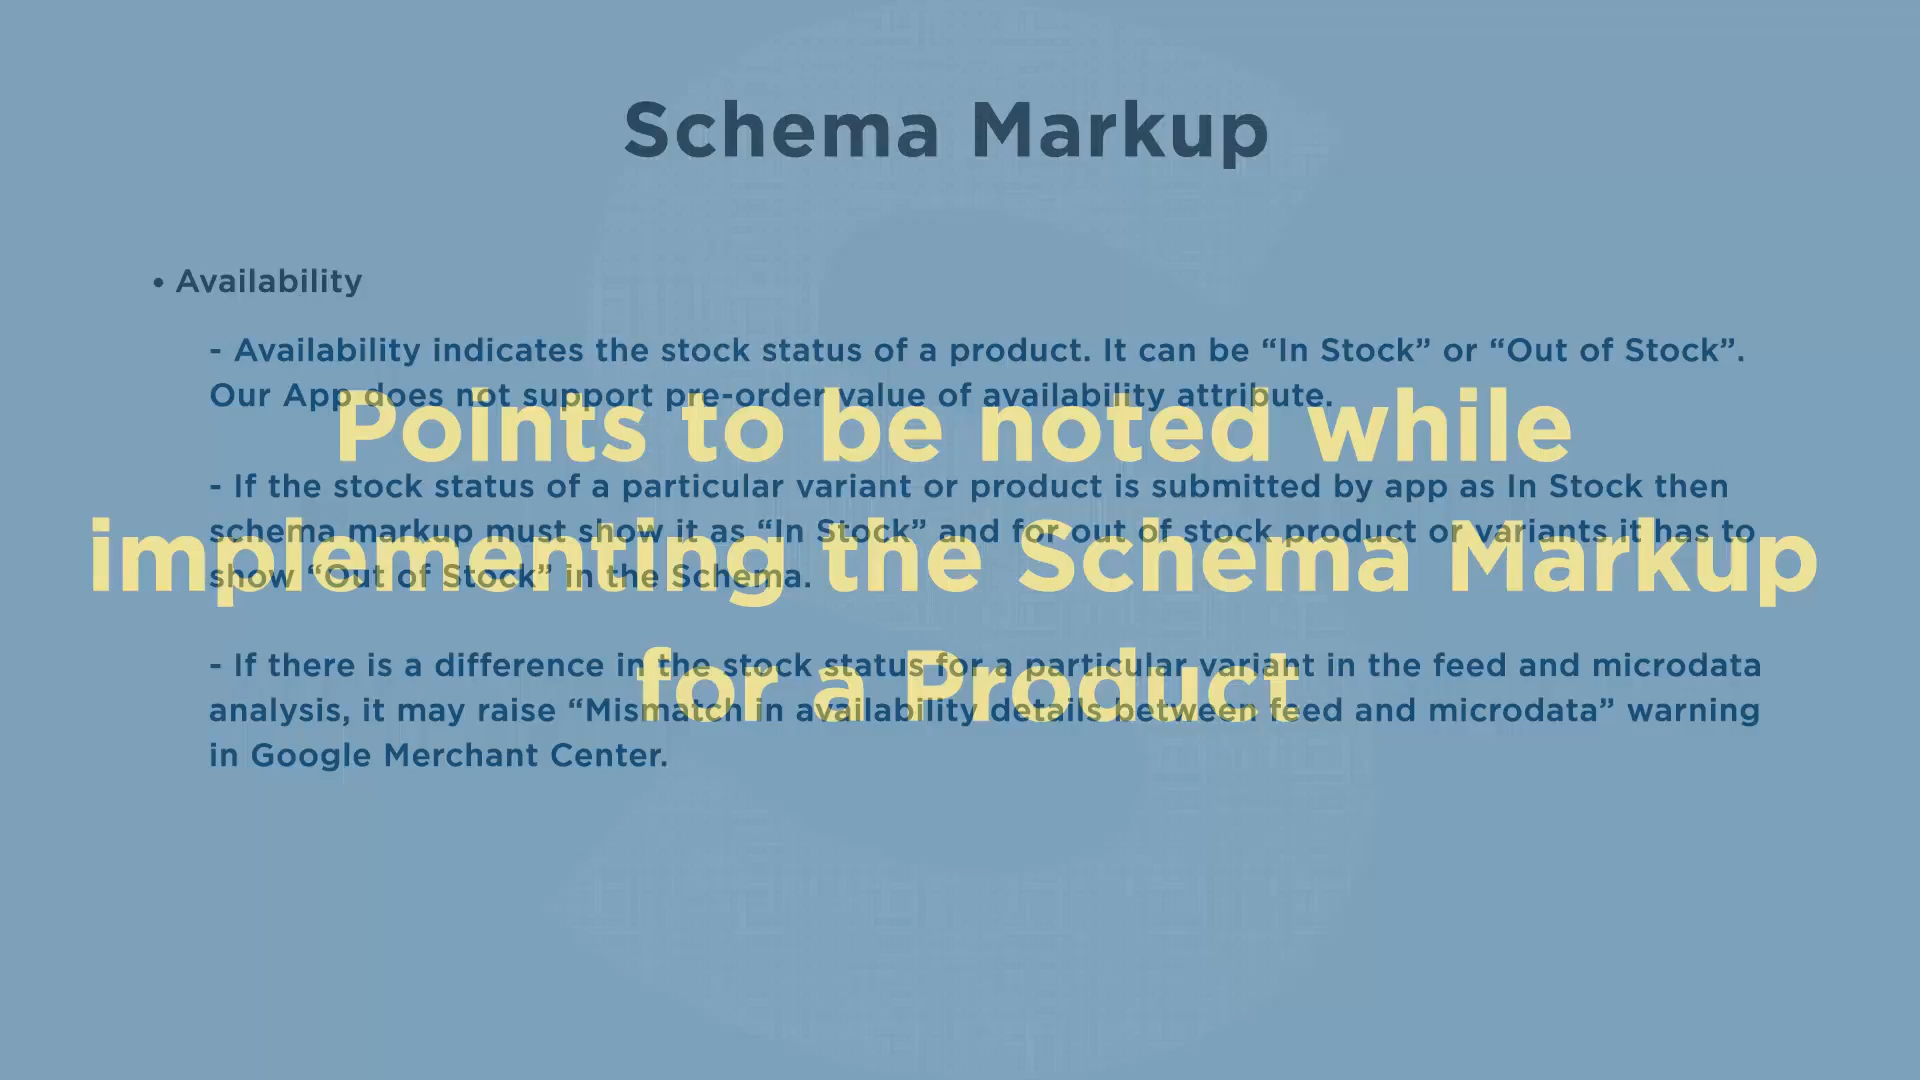 Schema Markup
• Availability
- Availability indicates the stock status of a product. It can be “In Stock” or “Out of Stock”.
Our App does not support pre-order value of availability attribute.
Points to be noted while
- If the stock status of a particular variant or product is submitted by app as In Stock then
schema markup must show it as “In Stock” and for out of stock product or variants it has to
implementing the Schema Markup
show “Out of Stock” in the Schema.
- If there is a difference in the stock status for a particular variant in the feed and microdata
for a Product
analysis, it may raise “Mismatch in availability details between feed and microdata” warning
in Google Merchant Center.